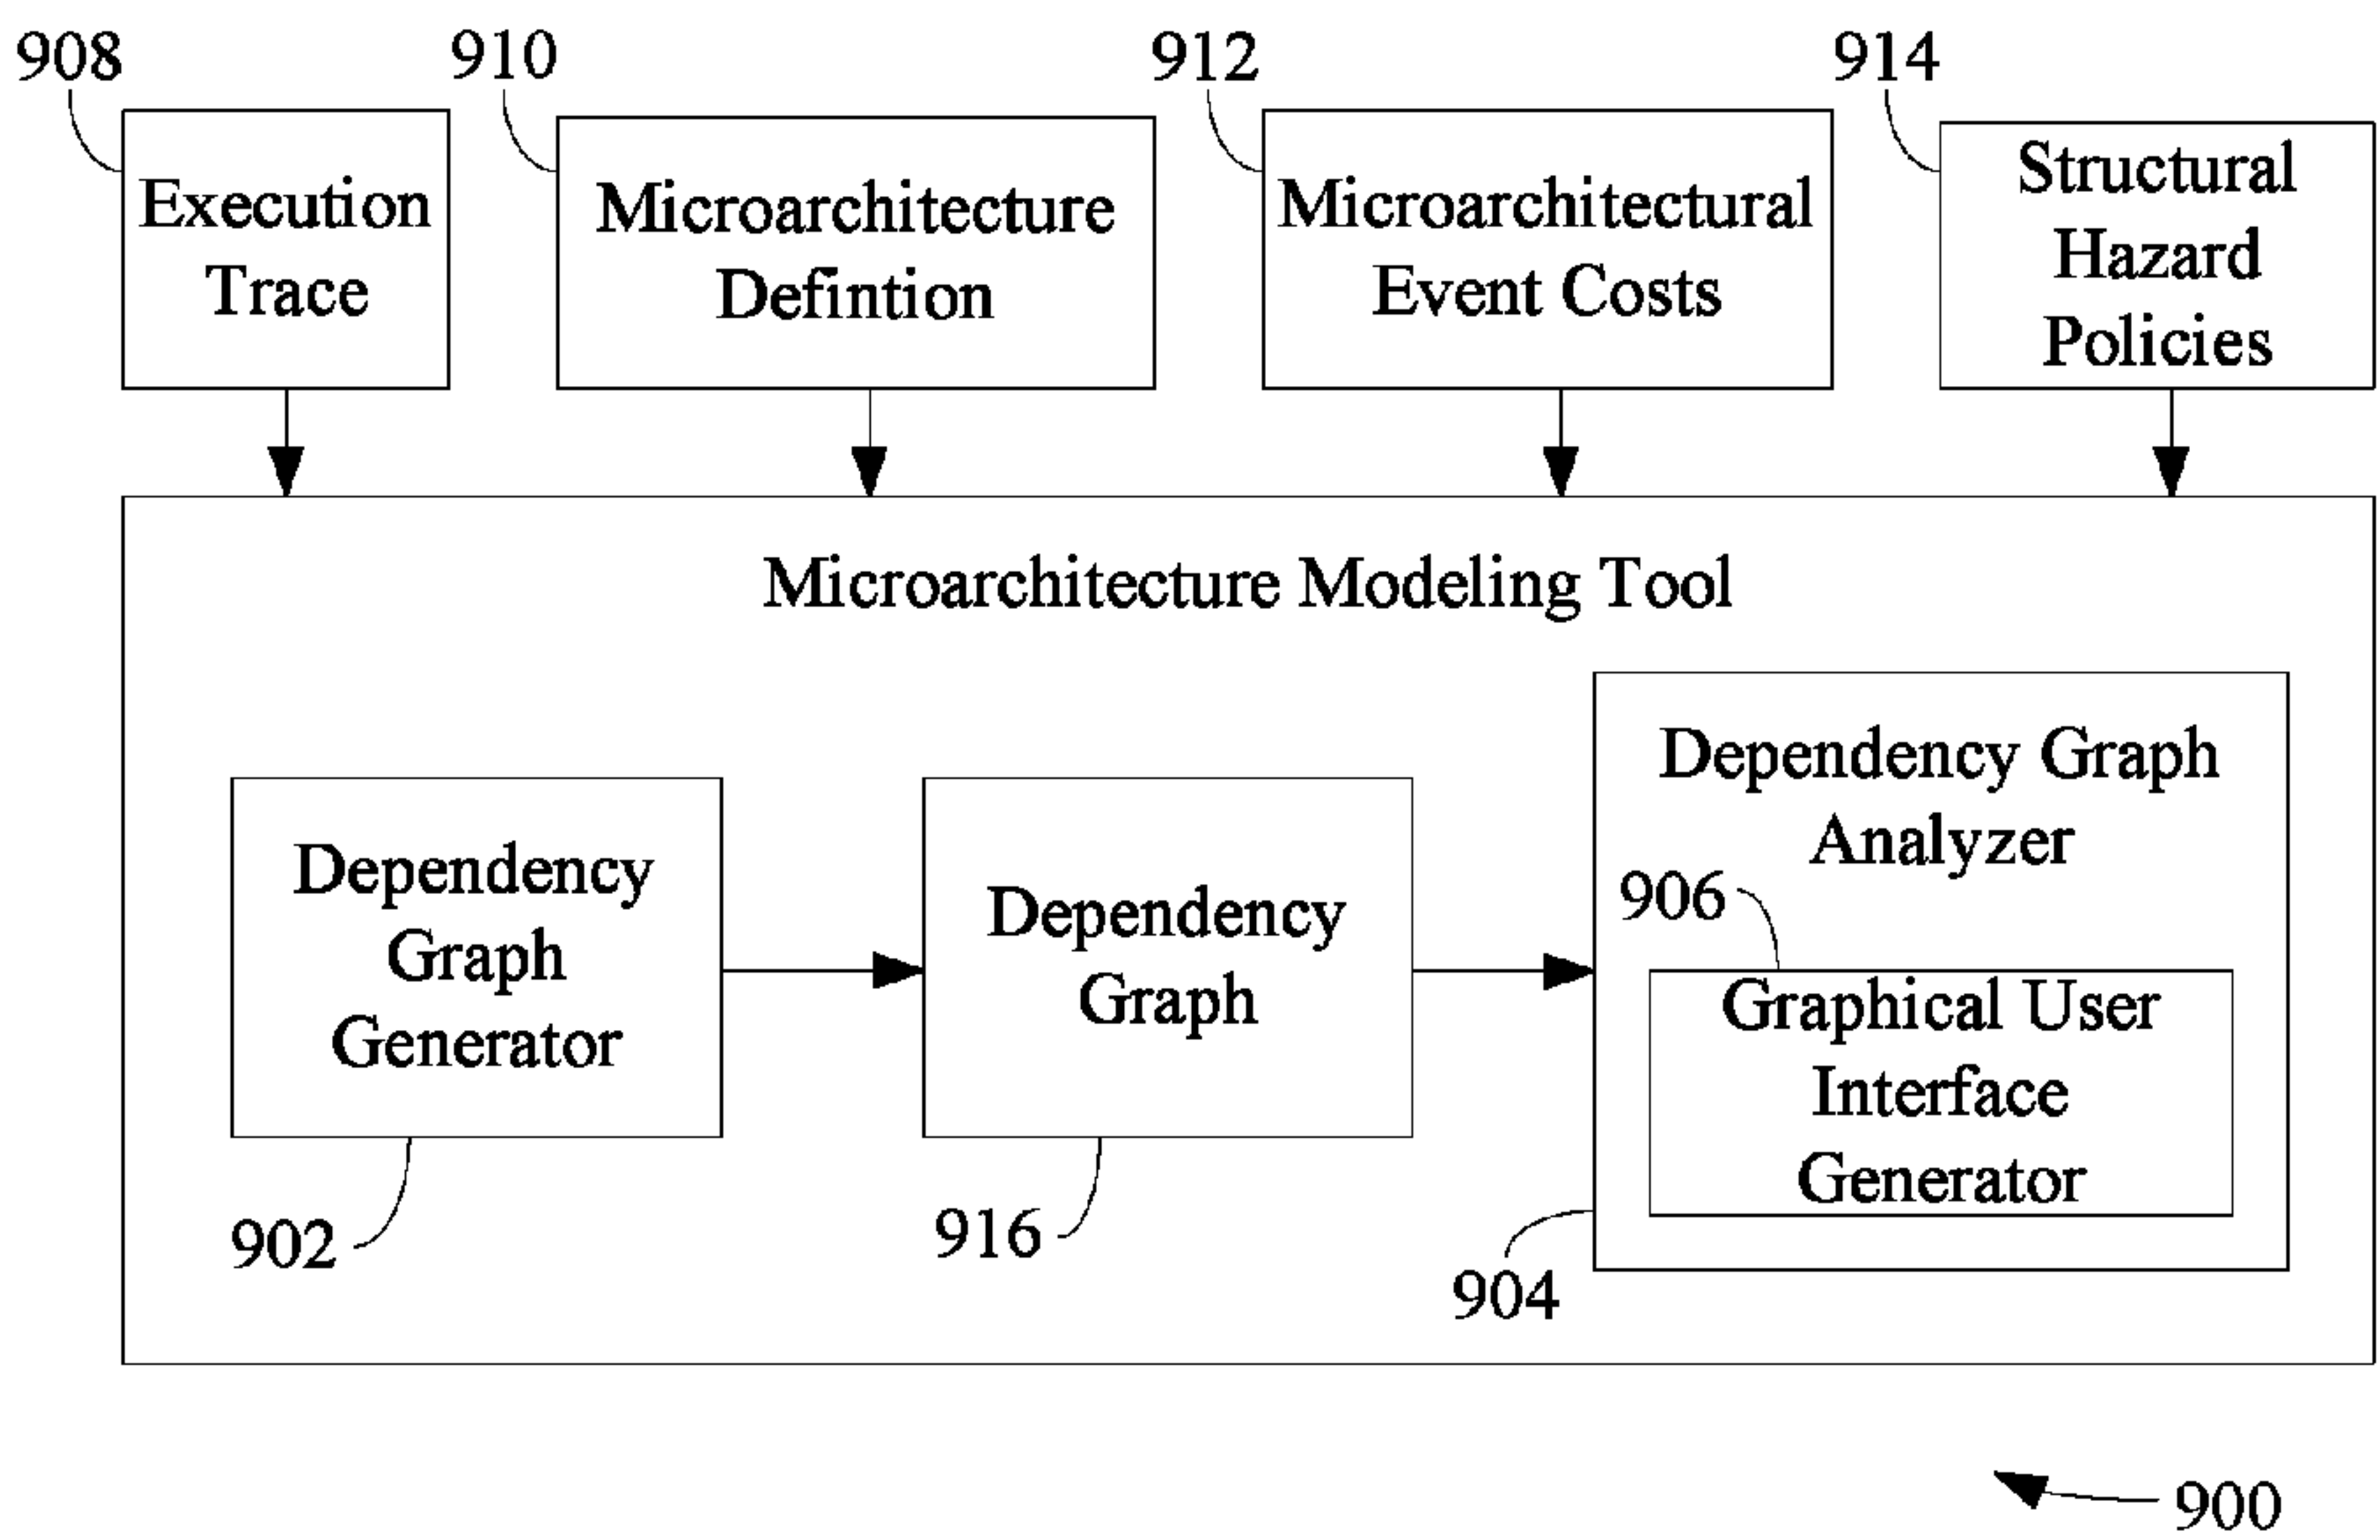 908
910
912
914
Execution
Trace
Microarchitecture
Defintion
Microarchitectural
Event Costs
Structural
Hazard
Policies
Microarchitecture Modeling Tool
Dependency
Graph
Generator
Dependency
Graph
Dependency Graph
Analyzer
906
Graphical User
Interface
Generator
902
916
904
900